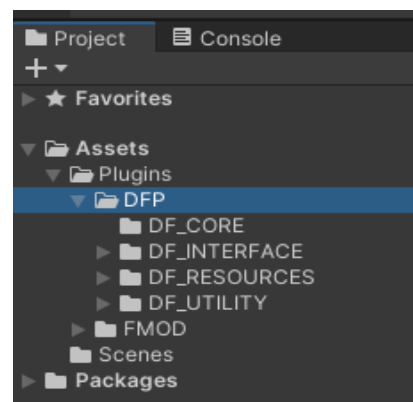 Project Console
Favorites
Assets
Plugins
DFP
DF_CORE
DF_INTERFACE
DF_RESOURCES
DF_UTILITY
FMOD
Scenes
Packages